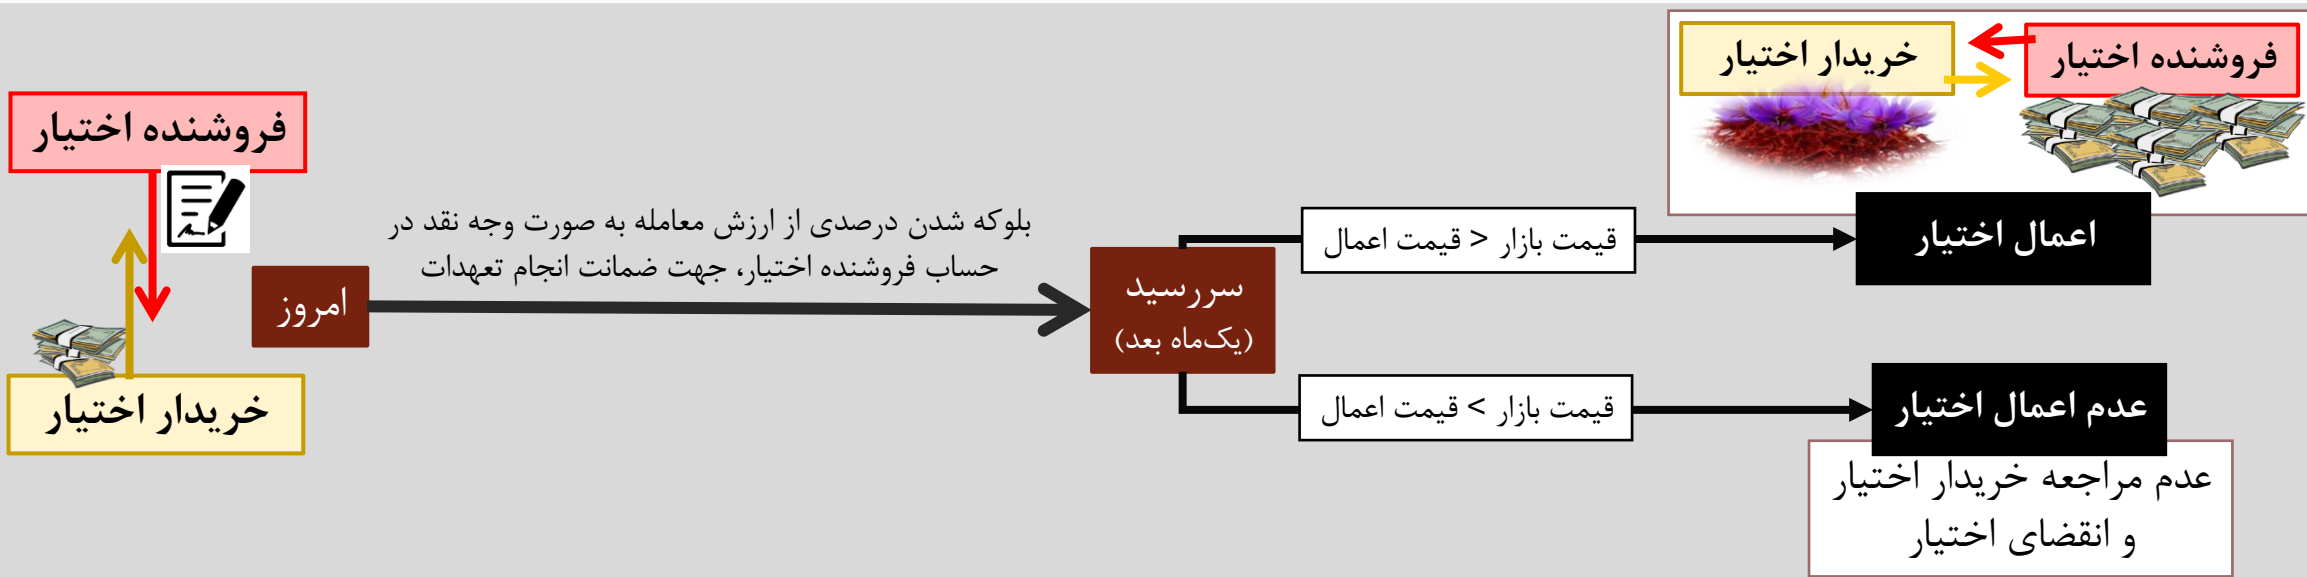 فروشنده اختیار
خریدار اختیار
امروز
بلوکه شدن درصدی از ارزش معامله به صورت وجه نقد در
حساب فروشنده اختیار، جهت ضمانت انجام تعهدات
سررسید
(یک‌ماه بعد)
قیمت بازار < قیمت اعمال
فروشنده اختیار
خریدار اختیار
اعمال اختیار
قیمت بازار > قیمت اعمال
عدم اعمال اختیار
عدم مراجعه خریدار اختیار
و انقضای اختیار